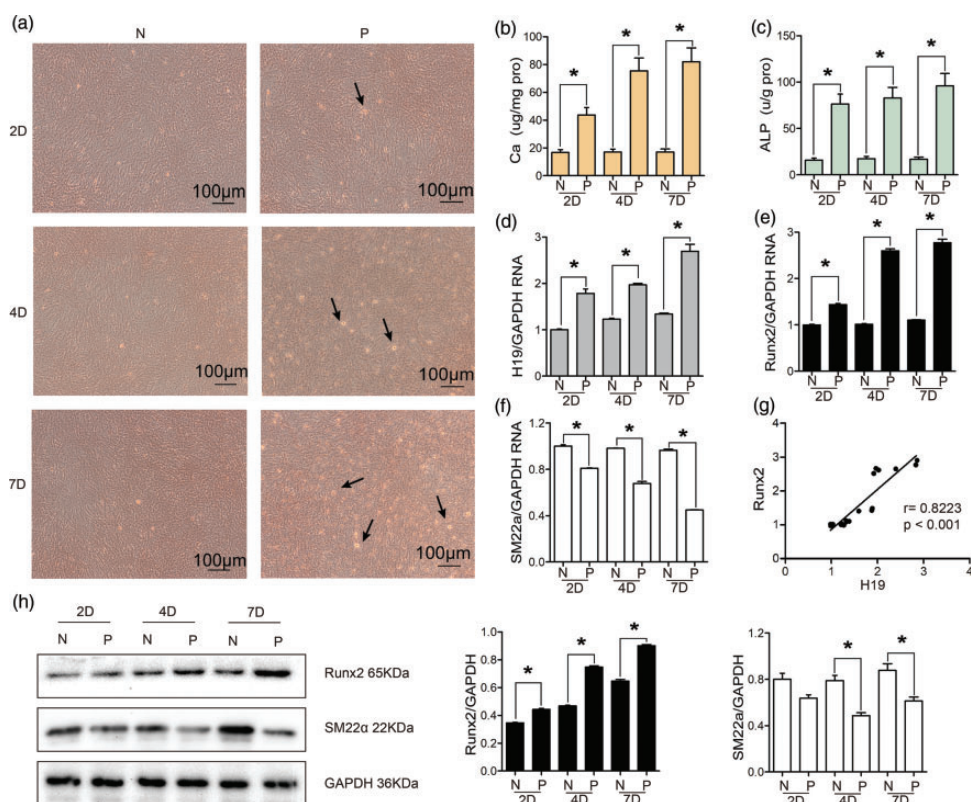 (a)
N
P
2D
100μm
100μm
4D
100μm
100μm
7D
100μm
100μm
(b)
Ca (ug/mg pro)
100
80
60
40
20
0
*
*
*
N P N P N P
2D 4D 7D
(c)
ALP (u/g pro)
150
100
50
0
*
*
*
N P N P N P
2D 4D 7D
(d)
H19/GAPDH RNA
3
2
1
0
*
*
*
N P N P N P
2D 4D 7D
(e)
Runx2/GAPDH RNA
3
2
1
0
*
*
*
N P N P N P
2D 4D 7D
(f)
SM22a/GAPDH RNA
1.2
0.8
0.4
0.0
*
*
*
N P N P N P
2D 4D 7D
(g)
Runx2
4
3
2
1
0
r= 0.8223
p < 0.001
0 1 2 3 4
H19
(h)
2D 4D 7D
N P N P N P
Runx2 65KDa
SM22α 22KDa
GAPDH 36KDa
Runx2/GAPDH
1.0
0.8
0.6
0.4
0.2
0.0
*
*
*
N P N P N P
2D 4D 7D
SM22a/GAPDH
1.2
0.8
0.4
0.0
*
*
N P N P N P
2D 4D 7D